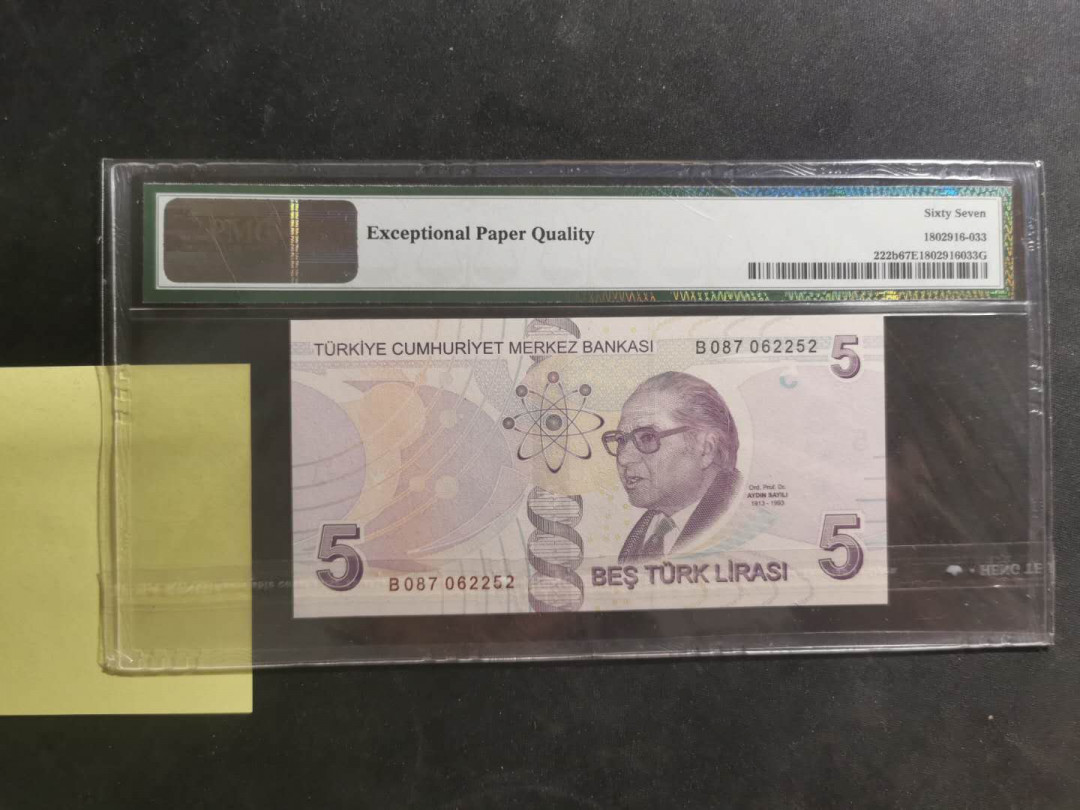 Exceptional Paper Quality
Sixty Seven
1802916-033
222b67E1802916033G
TÜRKİYE CUMHURİYET MERKEZ BANKASI
B087 062252
5
Ord. Prof. Dr.
AYDIN SAYILI
1913 - 1993
5
B087 062252
BEŞ TÜRK LİRASI
5